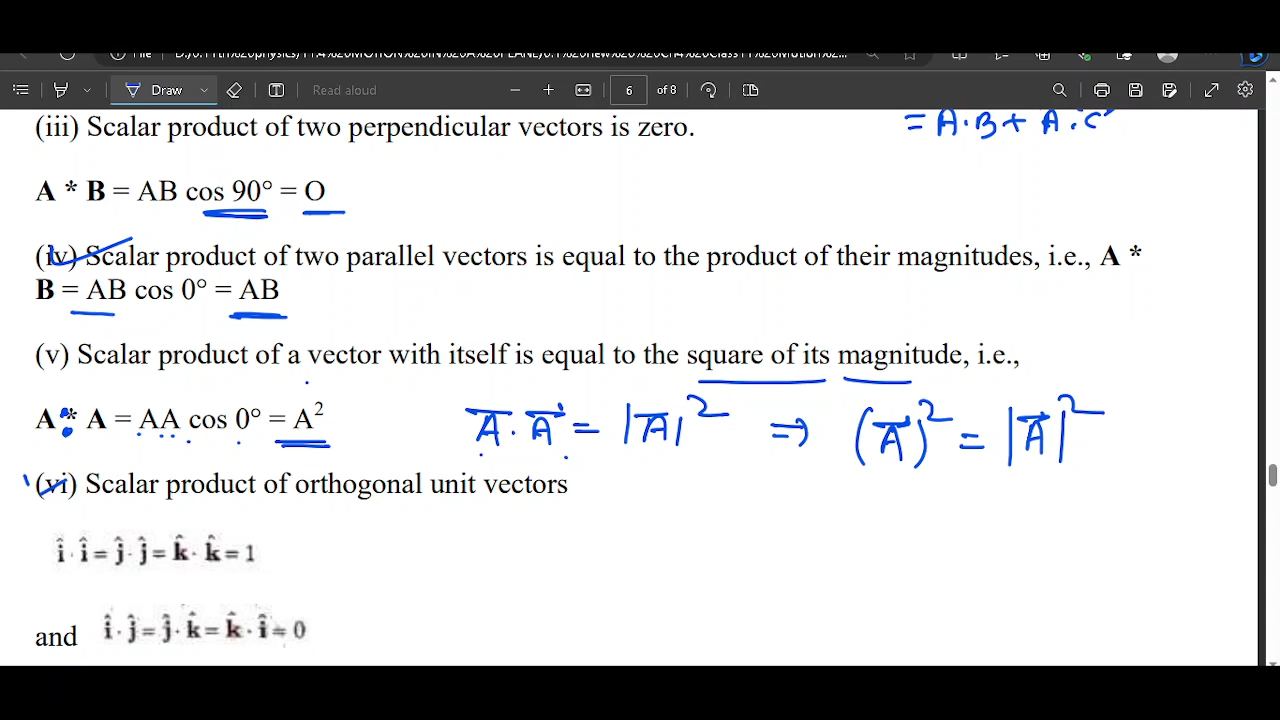 Draw
Read aloud
6 of 8
(iii) Scalar product of two perpendicular vectors is zero.
= A·B + A·C
A * B = AB cos 90° = O
(iv) Scalar product of two parallel vectors is equal to the product of their magnitudes, i.e., A *
B = AB cos 0° = AB
(v) Scalar product of a vector with itself is equal to the square of its magnitude, i.e.,
A * A = AA cos 0° = A²
A⃗ · A⃗ = |A⃗|² ⇒ (A⃗)² = |A⃗|²
(vi) Scalar product of orthogonal unit vectors
î · î = ĵ · ĵ = k̂ · k̂ = 1
and î · ĵ = ĵ · k̂ = k̂ · î = 0